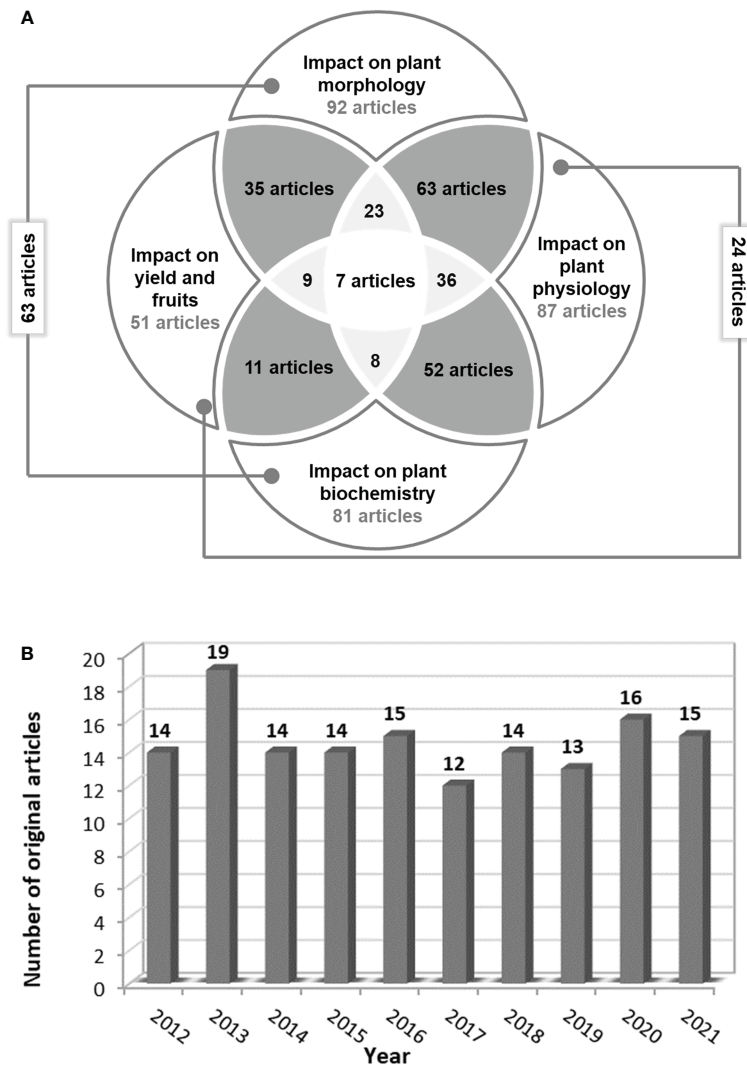 A
Impact on plant
morphology
92 articles
35 articles
63 articles
23
Impact on
yield and
fruits
51 articles
9
7 articles
36
Impact on
plant
physiology
87 articles
63 articles
24 articles
11 articles
8
52 articles
Impact on plant
biochemistry
81 articles
B
Number of original articles
20
18
16
14
12
10
8
6
4
2
0
14
19
14
14
15
12
14
13
16
15
2012
2013
2014
2015
2016
2017
2018
2019
2020
2021
Year